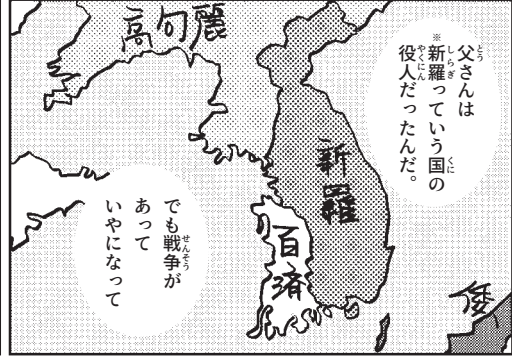 父さんは
※新羅っていう国の
役人だったんだ。
高句麗
新羅
百済
倭
でも戦争が
あって
いやになって